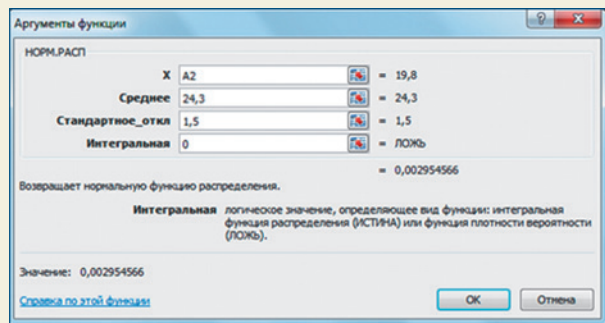 Аргументы функции
НОРМ.РАСП
X A2 = 19,8
Среднее 24,3 = 24,3
Стандартное_откл 1,5 = 1,5
Интегральная 0 = ЛОЖЬ
= 0,002954566
Возвращает нормальную функцию распределения.
Интегральная логическое значение, определяющее вид функции: интегральная
функция распределения (ИСТИНА) или функция плотности вероятности
(ЛОЖЬ).
Значение: 0,002954566
Справка по этой функции
ОК
Отмена